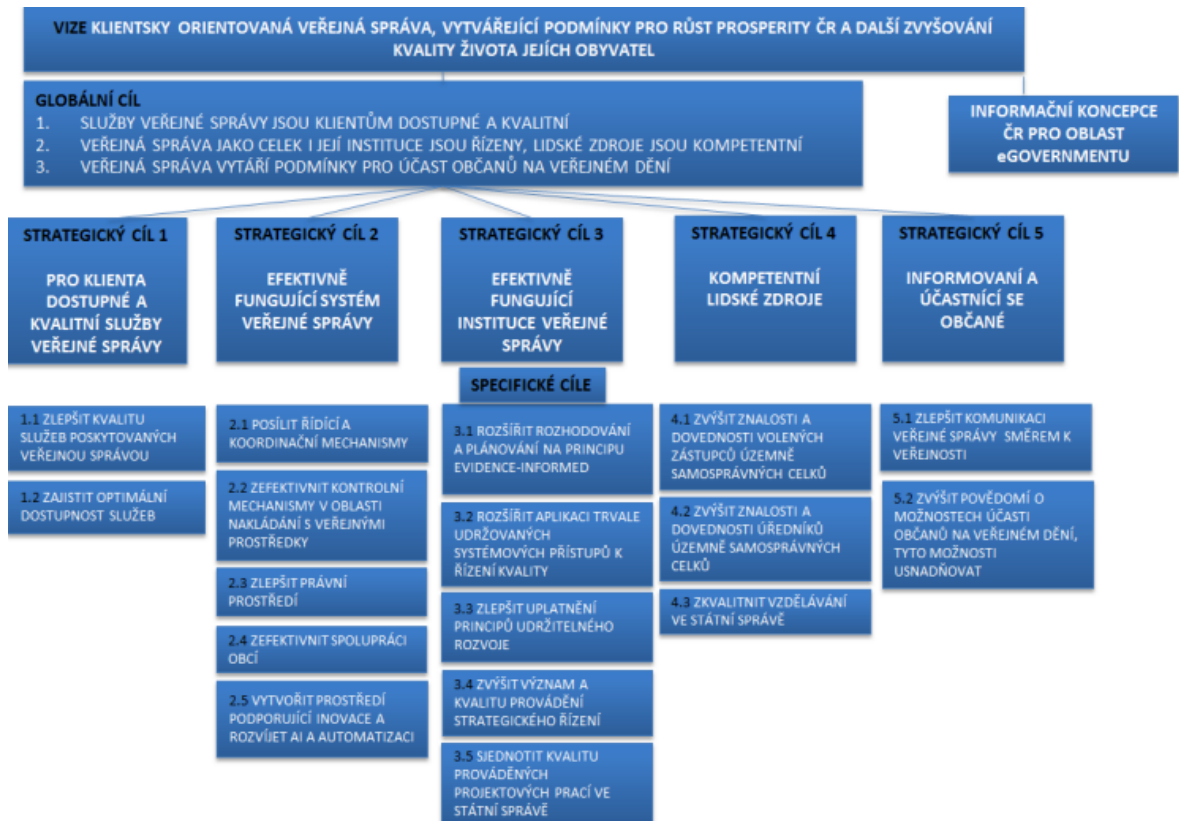 VIZE KLIENTSKY ORIENTOVANÁ VEŘEJNÁ SPRÁVA, VYTVÁŘEJÍCÍ PODMÍNKY PRO RŮST PROSPERITY ČR A DALŠÍ ZVYŠOVÁNÍ
KVALITY ŽIVOTA JEJÍCH OBYVATEL
GLOBÁLNÍ CÍL
1. SLUŽBY VEŘEJNÉ SPRÁVY JSOU KLIENTŮM DOSTUPNÉ A KVALITNÍ
2. VEŘEJNÁ SPRÁVA JAKO CELEK I JEJÍ INSTITUCE JSOU ŘÍZENY, LIDSKÉ ZDROJE JSOU KOMPETENTNÍ
3. VEŘEJNÁ SPRÁVA VYTÁŘÍ PODMÍNKY PRO ÚČAST OBČANŮ NA VEŘEJNÉM DĚNÍ
INFORMAČNÍ KONCEPCE
ČR PRO OBLAST
eGOVERNMENTU
STRATEGICKÝ CÍL 1
PRO KLIENTA
DOSTUPNÉ A
KVALITNÍ SLUŽBY
VEŘEJNÉ SPRÁVY
STRATEGICKÝ CÍL 2
EFEKTIVNĚ
FUNGUJÍCÍ SYSTÉM
VEŘEJNÉ SPRÁVY
STRATEGICKÝ CÍL 3
EFEKTIVNĚ
FUNGUJÍCÍ
INSTITUCE VEŘEJNÉ
SPRÁVY
STRATEGICKÝ CÍL 4
KOMPETENTNÍ
LIDSKÉ ZDROJE
STRATEGICKÝ CÍL 5
INFORMOVANÍ A
ÚČASTNÍCÍ SE
OBČANÉ
SPECIFICKÉ CÍLE
1.1 ZLEPŠIT KVALITU
SLUŽEB POSKYTOVANÝCH
VEŘEJNOU SPRÁVOU
1.2 ZAJISTIT OPTIMÁLNÍ
DOSTUPNOST SLUŽEB
2.1 POSÍLIT ŘÍDÍCÍ A
KOORDINAČNÍ MECHANISMY
2.2 ZEFEKTIVNIT KONTROLNÍ
MECHANISMY V OBLASTI
NAKLÁDÁNÍ S VEŘEJNÝMI
PROSTŘEDKY
2.3 ZLEPŠIT PRÁVNÍ
PROSTŘEDÍ
2.4 ZEFEKTIVNIT SPOLUPRÁCI
OBCÍ
2.5 VYTVOŘIT PROSTŘEDÍ
PODPORUJÍCÍ INOVACE A
ROZVÍJET AI A AUTOMATIZACI
3.1 ROZŠÍŘIT ROZHODOVÁNÍ
A PLÁNOVÁNÍ NA PRINCIPU
EVIDENCE-INFORMED
3.2 ROZŠÍŘIT APLIKACI TRVALE
UDRŽOVANÝCH
SYSTÉMOVÝCH PŘÍSTUPŮ K
ŘÍZENÍ KVALITY
3.3 ZLEPŠIT UPLATNĚNÍ
PRINCIPŮ UDRŽITELNÉHO
ROZVOJE
3.4 ZVÝŠIT VÝZNAM A
KVALITU PROVÁDĚNÍ
STRATEGICKÉHO ŘÍZENÍ
3.5 SJEDNOTIT KVALITU
PROVÁDĚNÝCH
PROJEKTOVÝCH PRACÍ VE
STÁTNÍ SPRÁVĚ
4.1 ZVÝŠIT ZNALOSTI A
DOVEDNOSTI VOLENÝCH
ZÁSTUPCŮ ÚZEMNĚ
SAMOSPRÁVNÝCH CELKŮ
4.2 ZVÝŠIT ZNALOSTI A
DOVEDNOSTI ÚŘEDNÍKŮ
ÚZEMNĚ SAMOSPRÁVNÝCH
CELKŮ
4.3 ZKVALITNIT VZDĚLÁVÁNÍ
VE STÁTNÍ SPRÁVĚ
5.1 ZLEPŠIT KOMUNIKACI
VEŘEJNÉ SPRÁVY SMĚREM K
VEŘEJNOSTI
5.2 ZVÝŠIT POVĚDOMÍ O
MOŽNOSTECH ÚČASTI
OBČANŮ NA VEŘEJNÉM DĚNÍ,
TYTO MOŽNOSTI
USNADŇOVAT